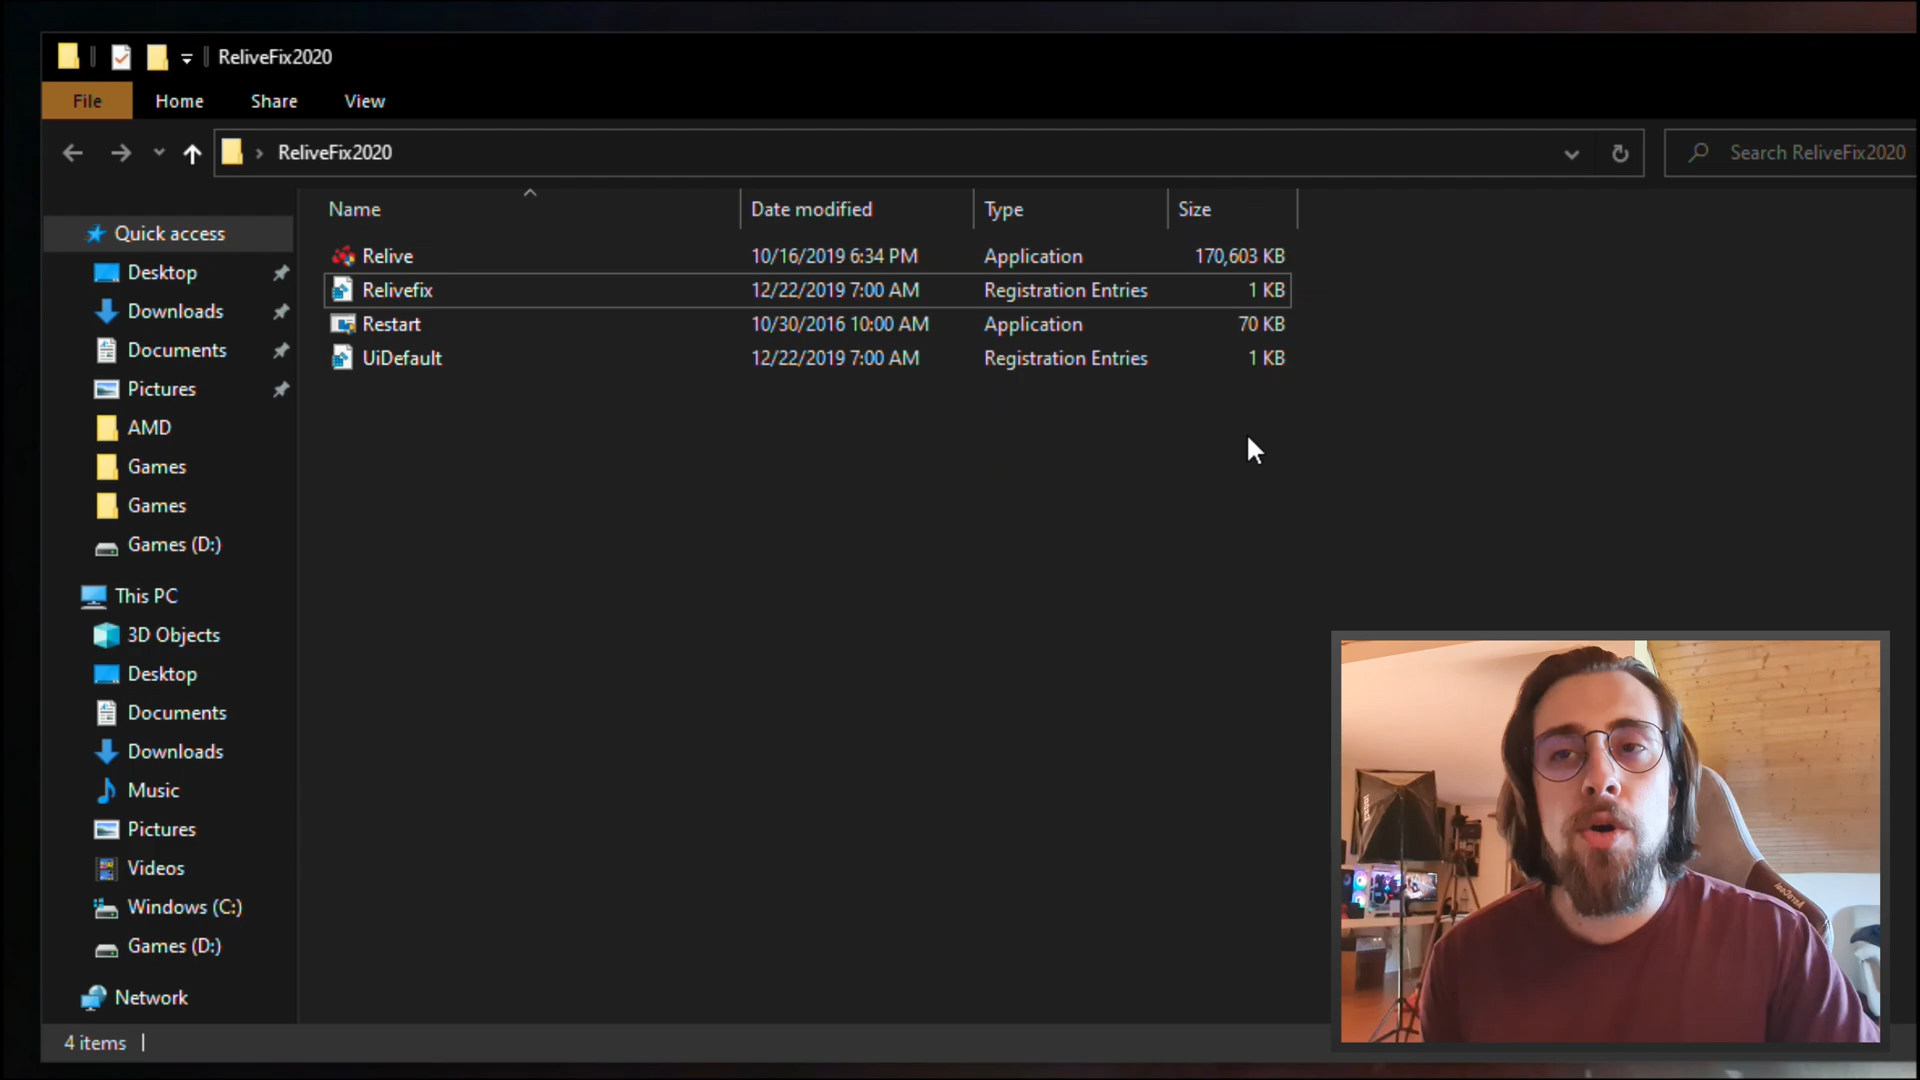 ReliveFix2020
File Home Share View
ReliveFix2020 Search ReliveFix2020
Name Date modified Type Size
Relive 10/16/2019 6:34 PM Application 170,603 KB
Relivefix 12/22/2019 7:00 AM Registration Entries 1 KB
Restart 10/30/2016 10:00 AM Application 70 KB
UiDefault 12/22/2019 7:00 AM Registration Entries 1 KB
Quick access
Desktop
Downloads
Documents
Pictures
AMD
Games
Games
Games (D:)
This PC
3D Objects
Desktop
Documents
Downloads
Music
Pictures
Videos
Windows (C:)
Games (D:)
Network
4 items